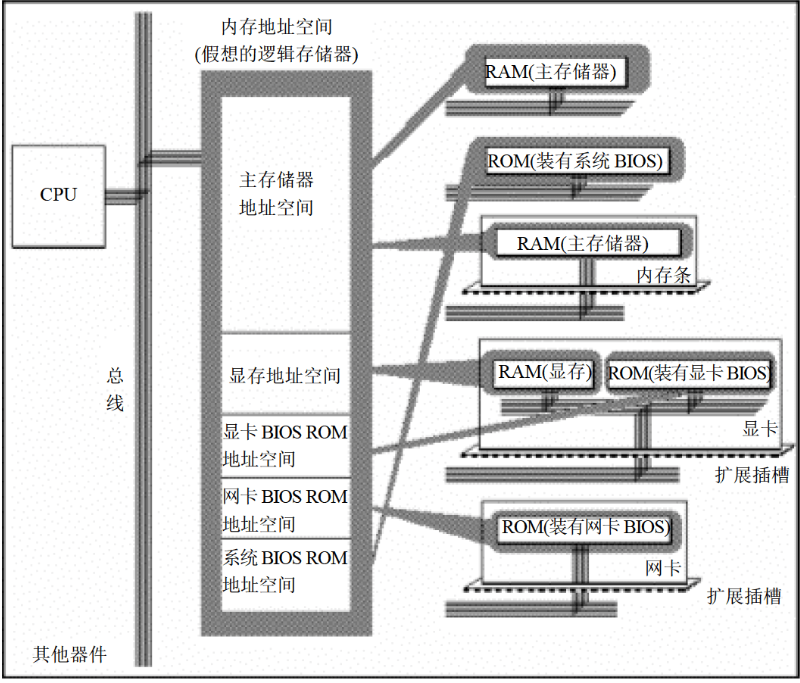 内存地址空间
(假想的逻辑存储器)
CPU
总
线
其他器件
主存储器
地址空间
显存地址空间
显卡 BIOS ROM
地址空间
网卡 BIOS ROM
地址空间
系统 BIOS ROM
地址空间
RAM(主存储器)
ROM(装有系统 BIOS)
RAM(主存储器)
内存条
RAM(显存)
ROM(装有显卡 BIOS)
显卡
扩展插槽
ROM(装有网卡 BIOS)
网卡
扩展插槽